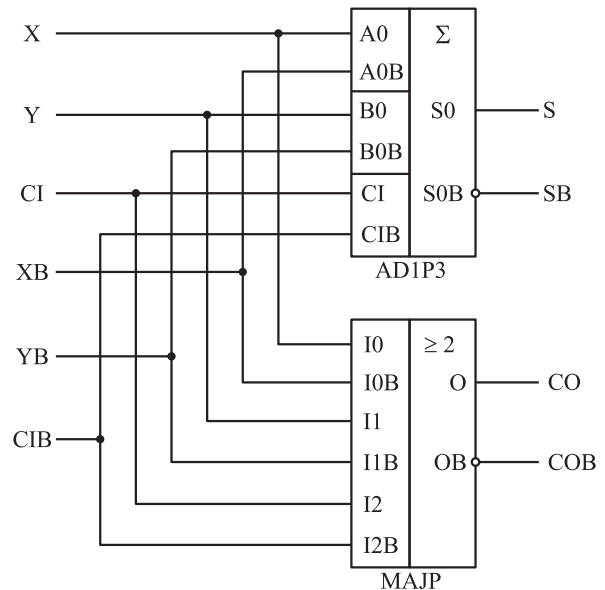 X
Y
CI
XB
YB
CIB
A0
A0B
B0
B0B
CI
CIB
Σ
S0
S0B
S
SB
AD1P3
I0
I0B
I1
I1B
I2
I2B
≥ 2
O
OB
CO
COB
MAJP